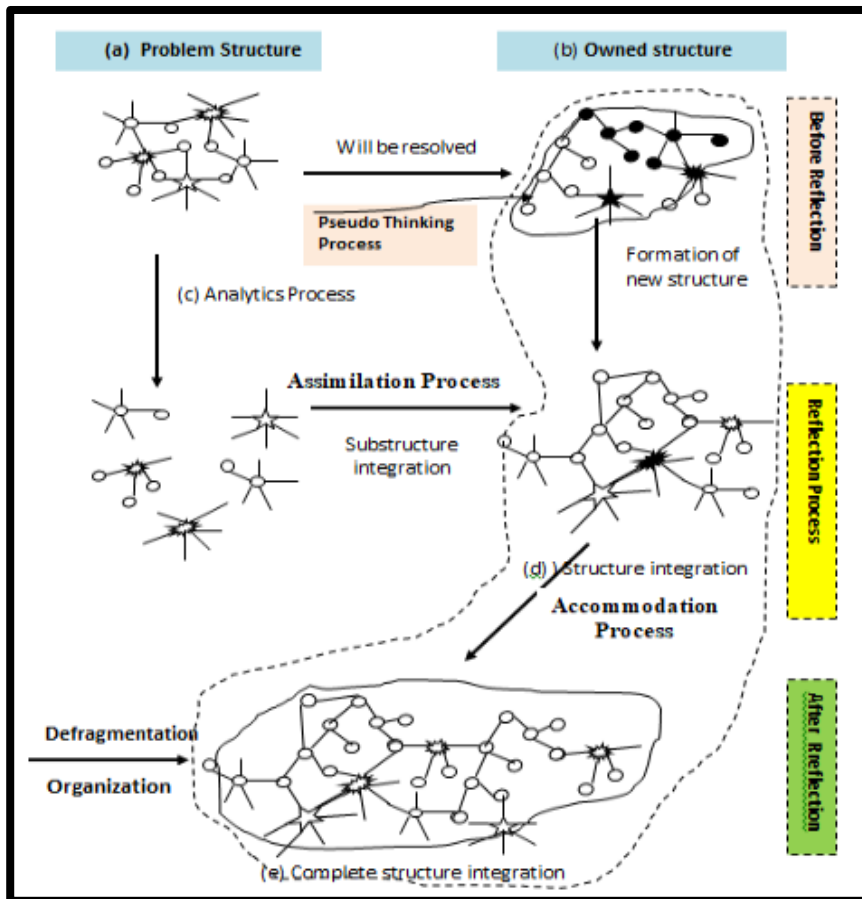 (a) Problem Structure
(b) Owned structure
Before Reflection
Will be resolved
Pseudo Thinking
Process
Formation of
new structure
(c) Analytics Process
Assimilation Process
Substructure
integration
Reflection Process
(d) ) Structure integration
Accommodation
Process
After Rreflection
Defragmentation
Organization
(e) Complete structure integration